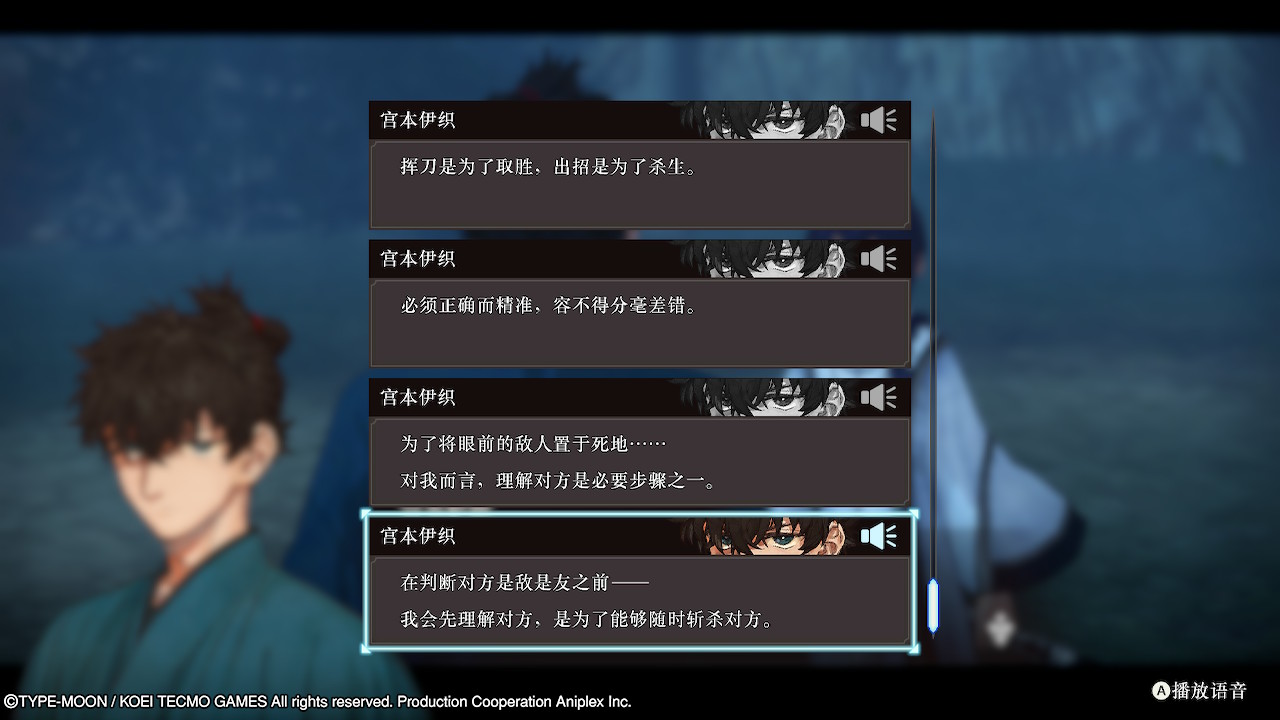 宫本伊织
挥刀是为了取胜，出招是为了杀生。
宫本伊织
必须正确而精准，容不得分毫差错。
宫本伊织
为了将眼前的敌人置于死地……
对我而言，理解对方是必要步骤之一。
宫本伊织
在判断对方是敌是友之前——
我会先理解对方，是为了能够随时斩杀对方。
©TYPE-MOON / KOEI TECMO GAMES All rights reserved. Production Cooperation Aniplex Inc.
A播放语音